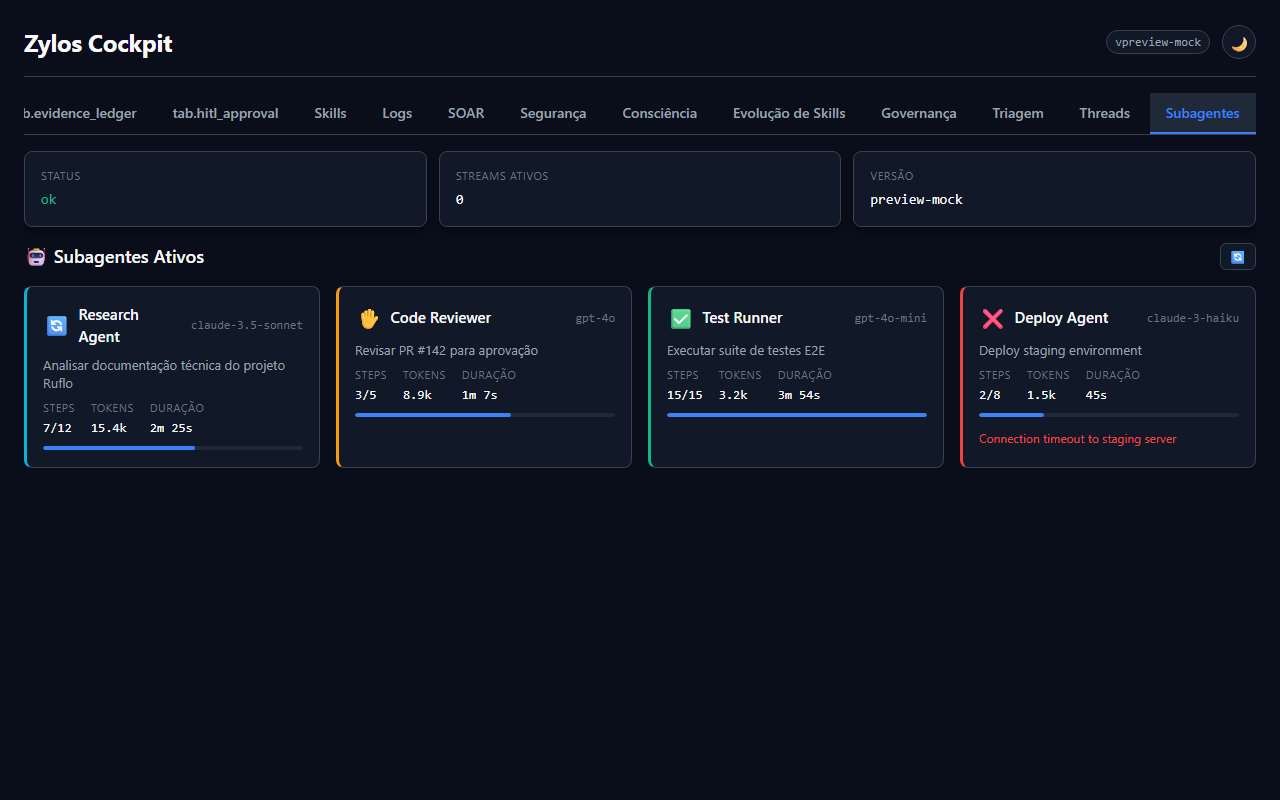 Zylos Cockpit
vpreview-mock
b.evidence_ledger tab.hitl_approval Skills Logs SOAR Segurança Consciência Evolução de Skills Governança Triagem Threads Subagentes
STATUS
ok
STREAMS ATIVOS
0
VERSÃO
preview-mock
Subagentes Ativos
Research
Agent
claude-3.5-sonnet
Analisar documentação técnica do projeto
Ruflo
STEPS TOKENS DURAÇÃO
7/12 15.4k 2m 25s
Code Reviewer
gpt-4o
Revisar PR #142 para aprovação
STEPS TOKENS DURAÇÃO
3/5 8.9k 1m 7s
Test Runner
gpt-4o-mini
Executar suite de testes E2E
STEPS TOKENS DURAÇÃO
15/15 3.2k 3m 54s
Deploy Agent
claude-3-haiku
Deploy staging environment
STEPS TOKENS DURAÇÃO
2/8 1.5k 45s
Connection timeout to staging server